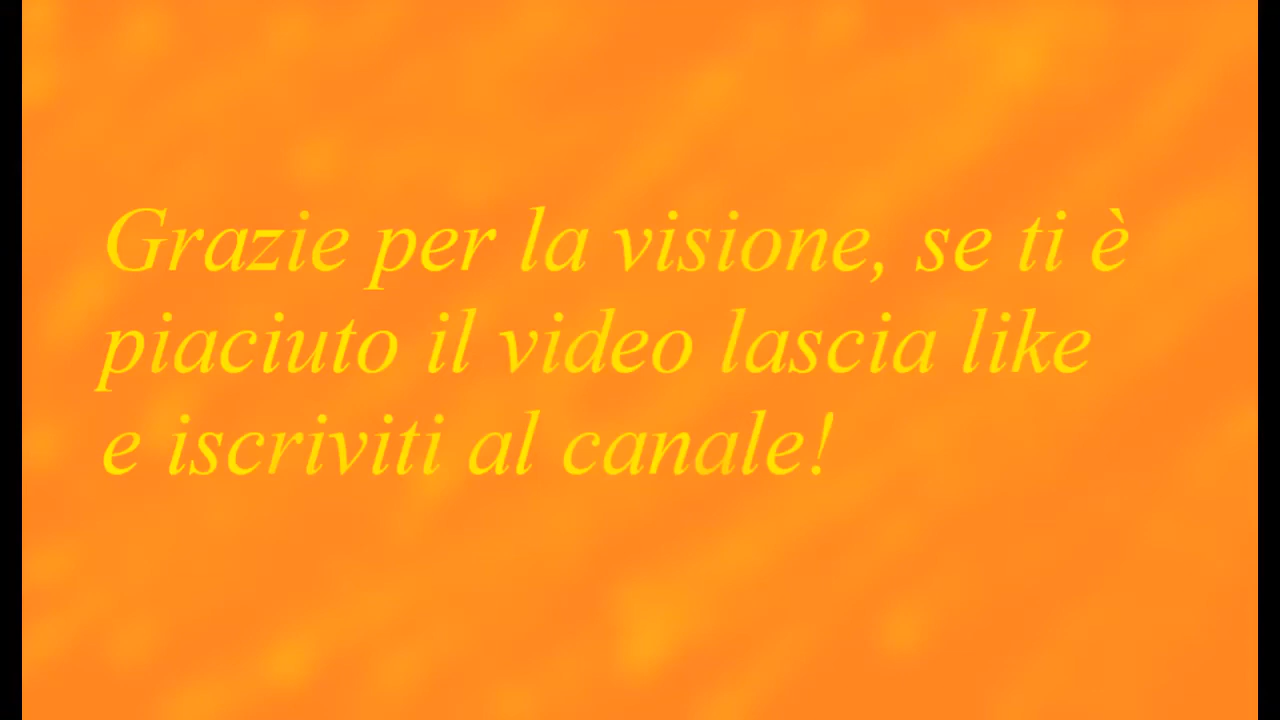 Grazie per la visione, se ti è
piaciuto il video lascia like
e iscriviti al canale!